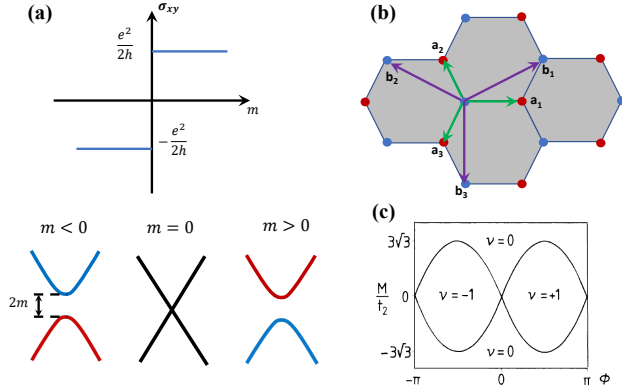 (a)
σxy
e²/2h
m
−e²/2h
m < 0
m = 0
m > 0
2m
(b)
a₂
b₂
b₁
a₁
a₃
b₃
(c)
3√3
ν = 0
M/t₂
0
ν = −1
ν = +1
−3√3
ν = 0
−π
0
π
ϕ